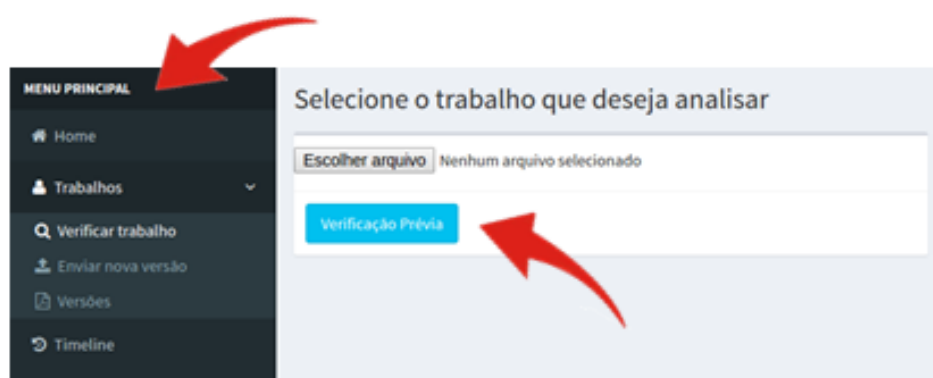 MENU PRINCIPAL
Home
Trabalhos
Verificar trabalho
Enviar nova versão
Versões
Timeline
Selecione o trabalho que deseja analisar
Escolher arquivo Nenhum arquivo selecionado
Verificação Prévia